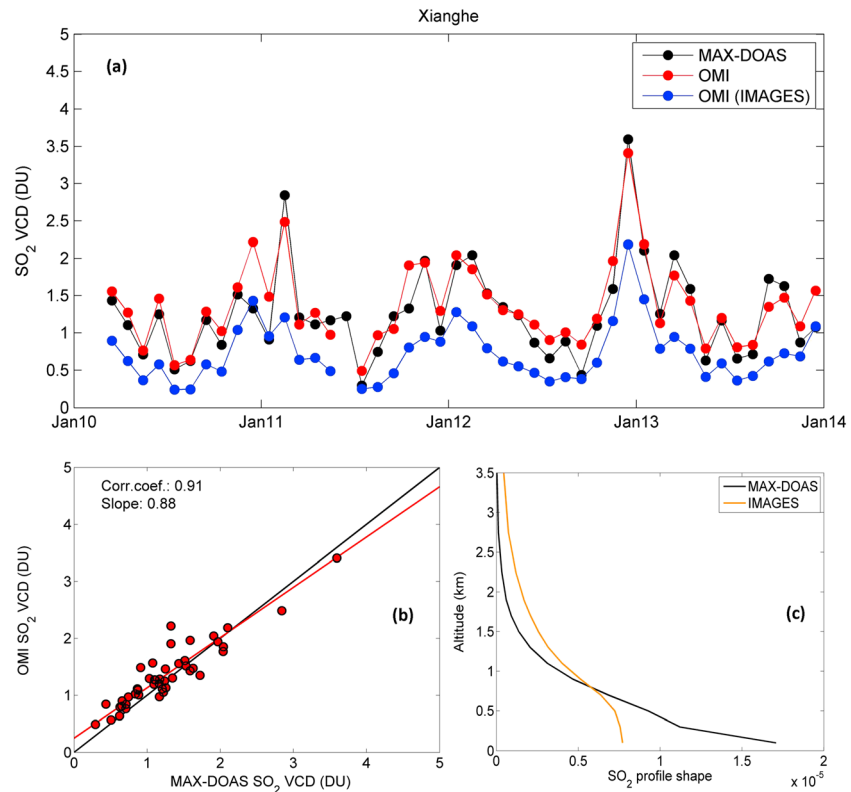 Xianghe
(a)
MAX-DOAS
OMI
OMI (IMAGES)
SO2 VCD (DU)
5
4.5
4
3.5
3
2.5
2
1.5
1
0.5
0
Jan10 Jan11 Jan12 Jan13 Jan14
Corr.coef.: 0.91
Slope: 0.88
(b)
OMI SO2 VCD (DU)
5
4
3
2
1
0
0 1 2 3 4 5
MAX-DOAS SO2 VCD (DU)
MAX-DOAS
IMAGES
(c)
Altitude (km)
3.5
3
2.5
2
1.5
1
0.5
0
0 0.5 1 1.5 2
SO2 profile shape
x 10-5